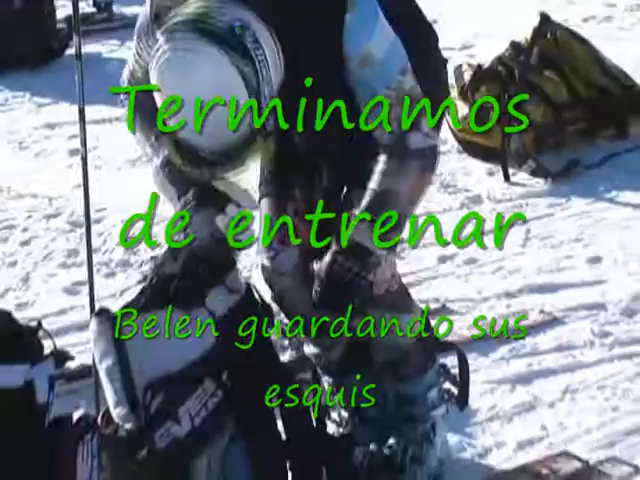 Terminamos
de entrenar
Belen guardando sus
esquis